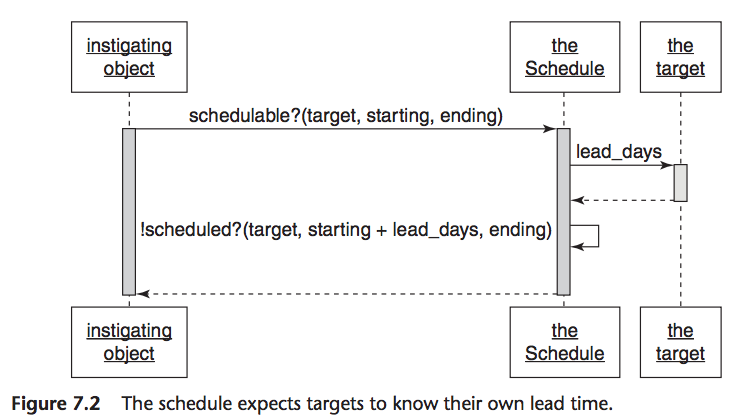 instigating
object
the
Schedule
the
target
schedulable?(target, starting, ending)
lead_days
!scheduled?(target, starting + lead_days, ending)
instigating
object
the
Schedule
the
target
Figure 7.2 The schedule expects targets to know their own lead time.